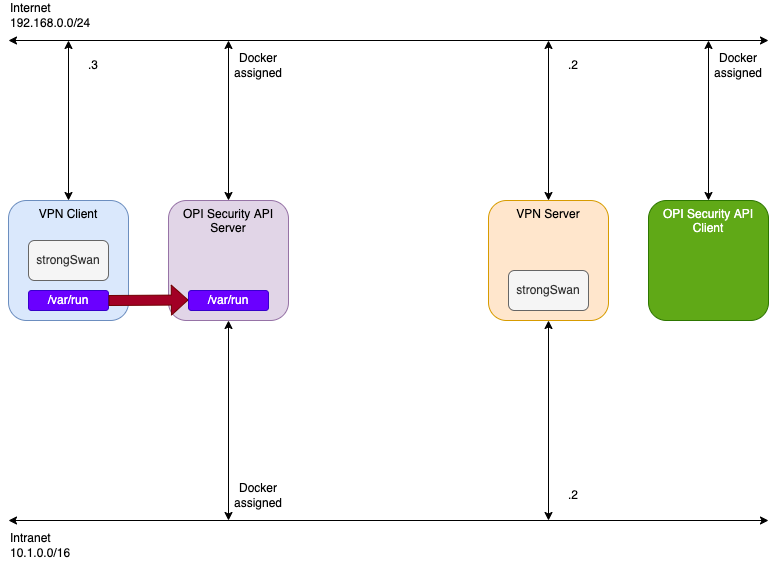 Internet
192.168.0.0/24
.3
Docker
assigned
.2
Docker
assigned
VPN Client
strongSwan
/var/run
OPI Security API
Server
/var/run
VPN Server
strongSwan
OPI Security API
Client
Docker
assigned
.2
Intranet
10.1.0.0/16